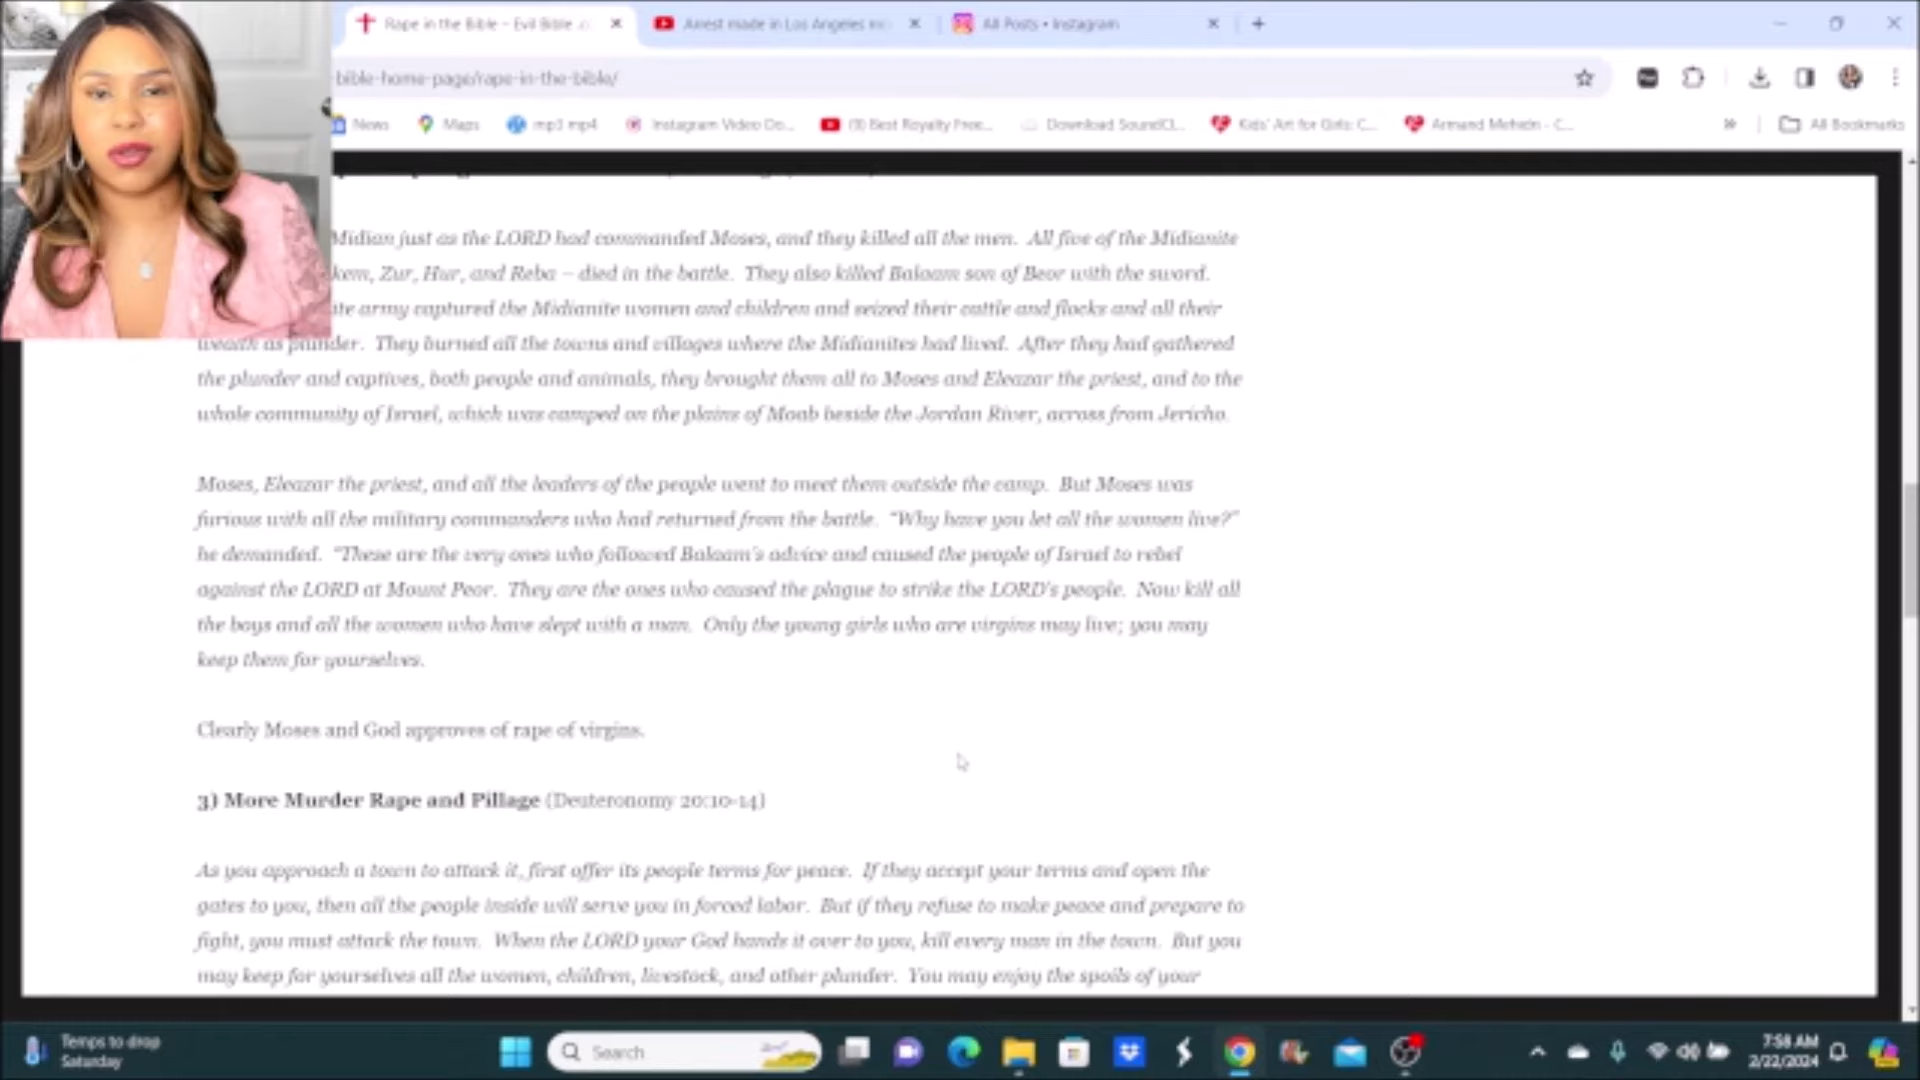 Rape in the Bible – Evil Bible .c
Arrest made in Los Angeles mo
All Posts • Instagram
bible-home-page/rape-in-the-bible/
News
Maps
mp3 mp4
Instagram Video Do...
(9) Best Royalty Free...
Download SoundCl...
Kids' Art for Girls: C...
Armand Mehidri - C...
All Bookmarks
Midian just as the LORD had commanded Moses, and they killed all the men. All five of the Midianite
kem, Zur, Hur, and Reba – died in the battle. They also killed Balaam son of Beor with the sword.
ite army captured the Midianite women and children and seized their cattle and flocks and all their
wealth as plunder. They burned all the towns and villages where the Midianites had lived. After they had gathered
the plunder and captives, both people and animals, they brought them all to Moses and Eleazar the priest, and to the
whole community of Israel, which was camped on the plains of Moab beside the Jordan River, across from Jericho.
Moses, Eleazar the priest, and all the leaders of the people went to meet them outside the camp. But Moses was
furious with all the military commanders who had returned from the battle. “Why have you let all the women live?”
he demanded. “These are the very ones who followed Balaam’s advice and caused the people of Israel to rebel
against the LORD at Mount Peor. They are the ones who caused the plague to strike the LORD’s people. Now kill all
the boys and all the women who have slept with a man. Only the young girls who are virgins may live; you may
keep them for yourselves.
Clearly Moses and God approves of rape of virgins.
3) More Murder Rape and Pillage (Deuteronomy 20:10-14)
As you approach a town to attack it, first offer its people terms for peace. If they accept your terms and open the
gates to you, then all the people inside will serve you in forced labor. But if they refuse to make peace and prepare to
fight, you must attack the town. When the LORD your God hands it over to you, kill every man in the town. But you
may keep for yourselves all the women, children, livestock, and other plunder. You may enjoy the spoils of your
Temps to drop
Saturday
Search
7:58 AM
2/22/2024